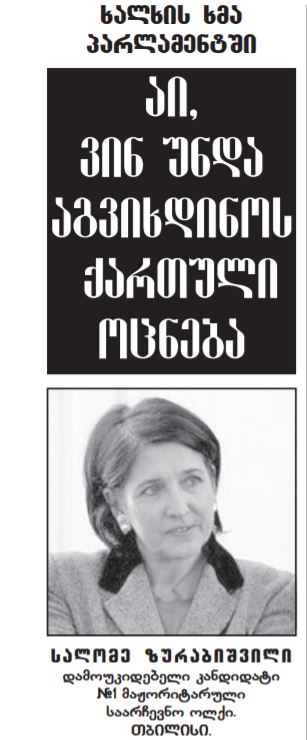 ხალხის ხმა
პარლამენტში
აი,
ვინ უნდა
აგვიხდინოს
ქართული
ოცნება
სალომე ზურაბიშვილი
დამოუკიდებელი კანდიდატი
№1 მაჟორიტარული
საარჩევნო ოლქი.
თბილისი.